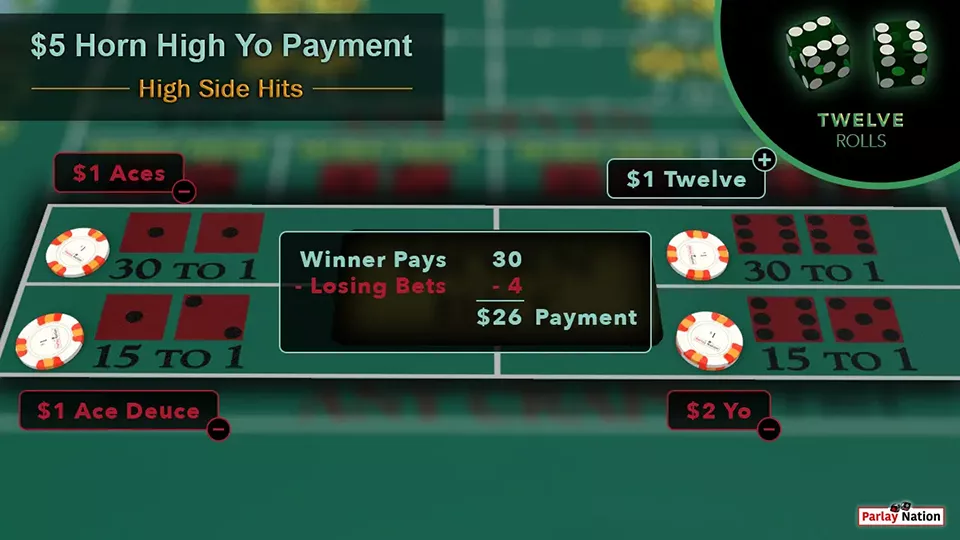 $5 Horn High Yo Payment
High Side Hits
TWELVE
ROLLS
$1 Aces
$1 Twelve
30 TO 1
30 TO 1
Winner Pays 30
- Losing Bets - 4
$26 Payment
15 TO 1
15 TO 1
$1 Ace Deuce
$2 Yo
Parlay Nation